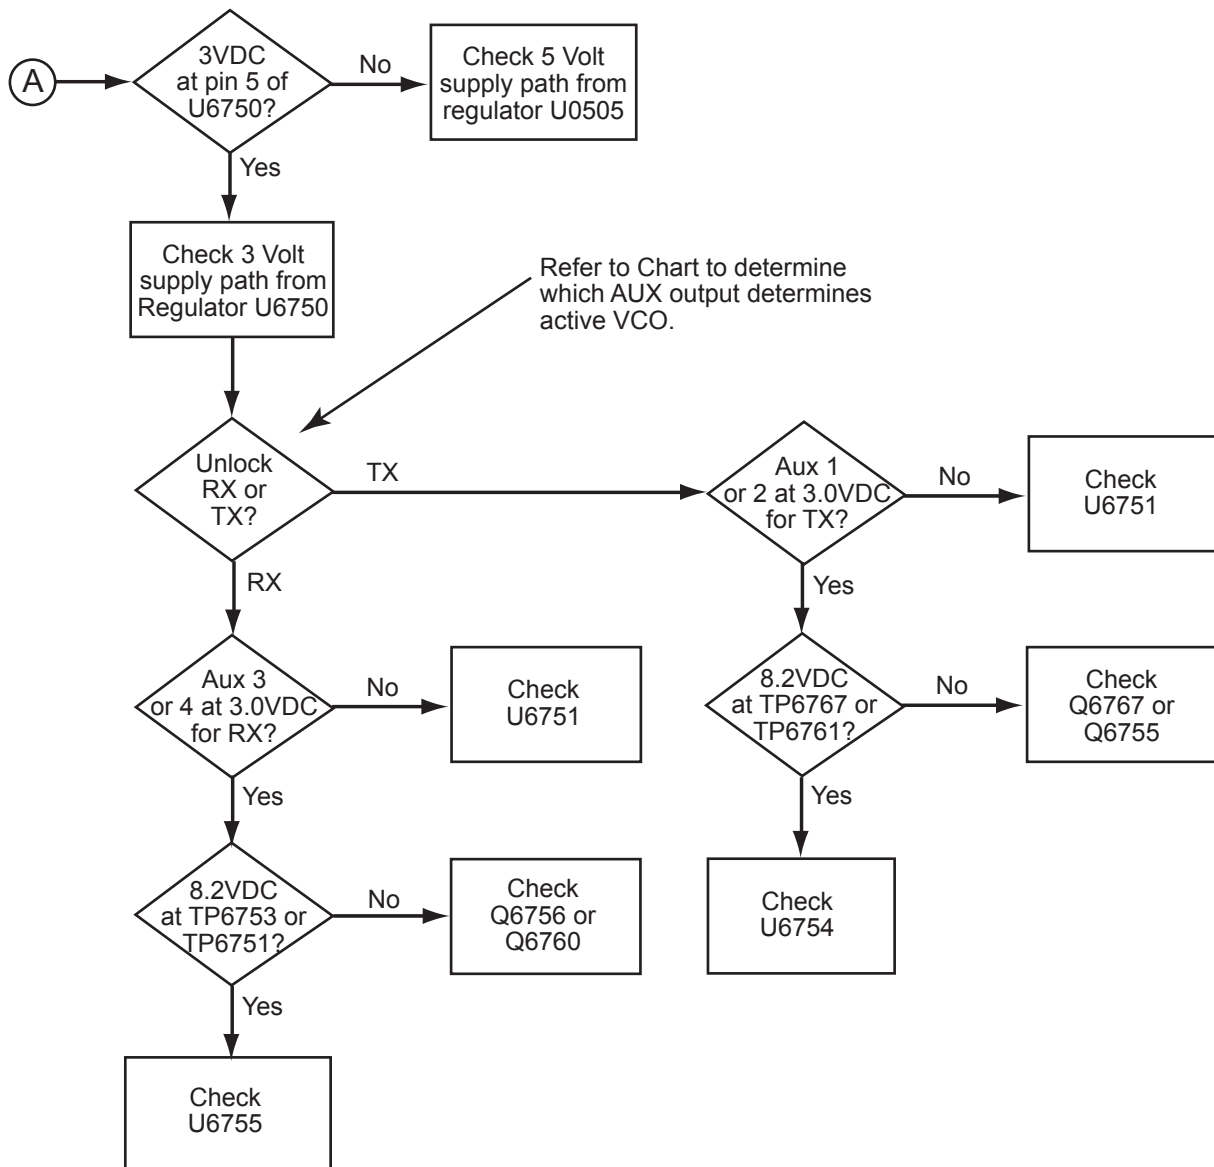 A
3VDC
at pin 5 of
U6750?
No
Check 5 Volt
supply path from
regulator U0505
Yes
Check 3 Volt
supply path from
Regulator U6750
Refer to Chart to determine
which AUX output determines
active VCO.
Unlock
RX or
TX?
TX
Aux 1
or 2 at 3.0VDC
for TX?
No
Check
U6751
RX
Yes
Aux 3
or 4 at 3.0VDC
for RX?
No
Check
U6751
8.2VDC
at TP6767 or
TP6761?
No
Check
Q6767 or
Q6755
Yes
Yes
8.2VDC
at TP6753 or
TP6751?
No
Check
Q6756 or
Q6760
Check
U6754
Yes
Check
U6755